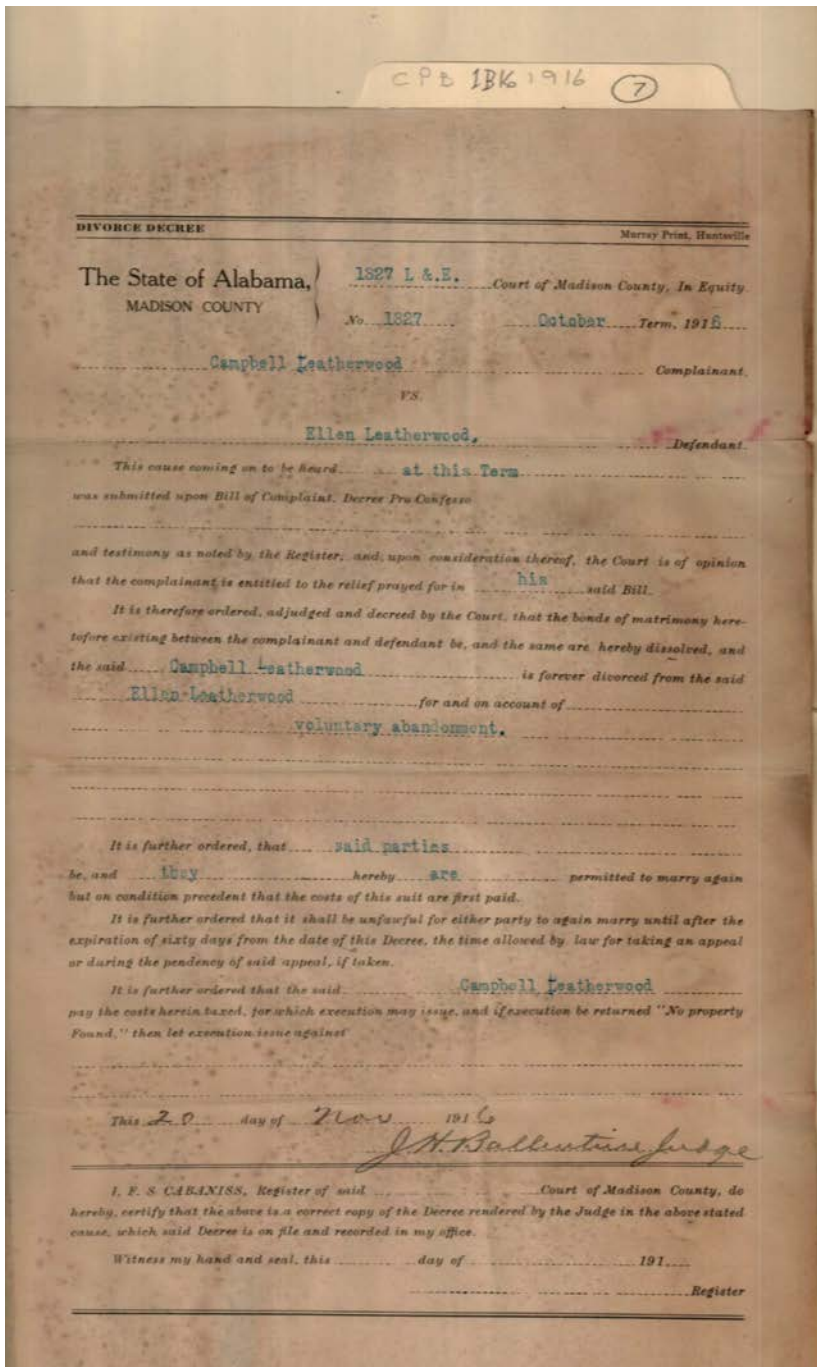 CPB IBK 1916 7
DIVORCE DECREE Murray Print, Huntsville
The State of Alabama, 1827 L &.E. Court of Madison County, In Equity.
MADISON COUNTY No. 1827 October Term, 1916
Campbell Leatherwood Complainant,
VS.
Ellen Leatherwood, Defendant.
This cause coming on to be heard at this Term
was submitted upon Bill of Complaint, Decree Pro Confesso
and testimony as noted by the Register, and, upon consideration thereof, the Court is of opinion
that the complainant is entitled to the relief prayed for in his said Bill.
It is therefore ordered, adjudged and decreed by the Court, that the bonds of matrimony here-
tofore existing between the complainant and defendant be, and the same are hereby dissolved, and
the said Campbell Leatherwood is forever divorced from the said
Ellen Leatherwood for and on account of
voluntary abandonment.
It is further ordered, that said parties
be, and they hereby are permitted to marry again
but on condition precedent that the costs of this suit are first paid.
It is further ordered that it shall be unlawful for either party to again marry until after the
expiration of sixty days from the date of this Decree, the time allowed by law for taking an appeal
or during the pendency of said appeal, if taken.
It is further ordered that the said Campbell Leatherwood
pay the costs herein taxed, for which execution may issue, and if execution be returned "No property
Found," then let execution issue against
This 20 day of Nov 1916
J.H. Ballentine Judge
I, F. S. CABANISS, Register of said Court of Madison County, do
hereby, certify that the above is a correct copy of the Decree rendered by the Judge in the above stated
cause, which said Decree is on file and recorded in my office.
Witness my hand and seal, this day of 191
Register